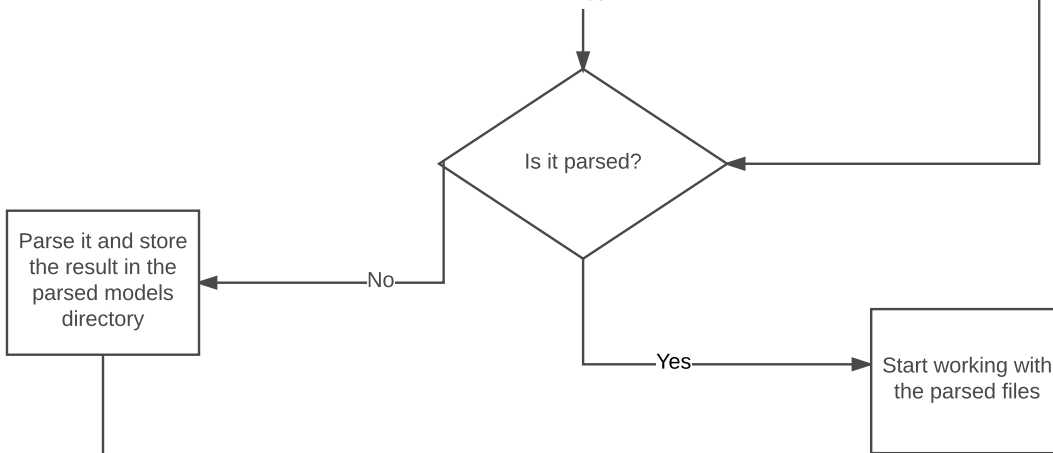 Is it parsed?
Parse it and store
the result in the
parsed models
directory
No
Yes
Start working with
the parsed files